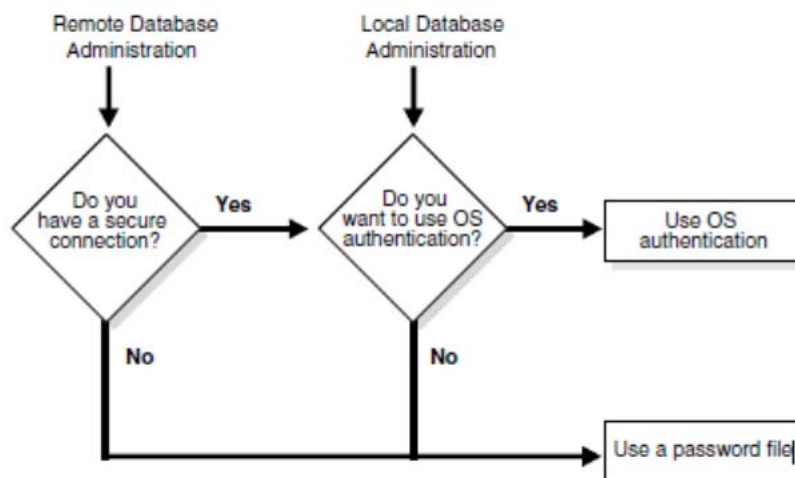 Remote Database
Administration
Local Database
Administration
Do you
have a secure
connection?
Yes
Do you
want to use OS
authentication?
Yes
Use OS
authentication
No
No
Use a password file